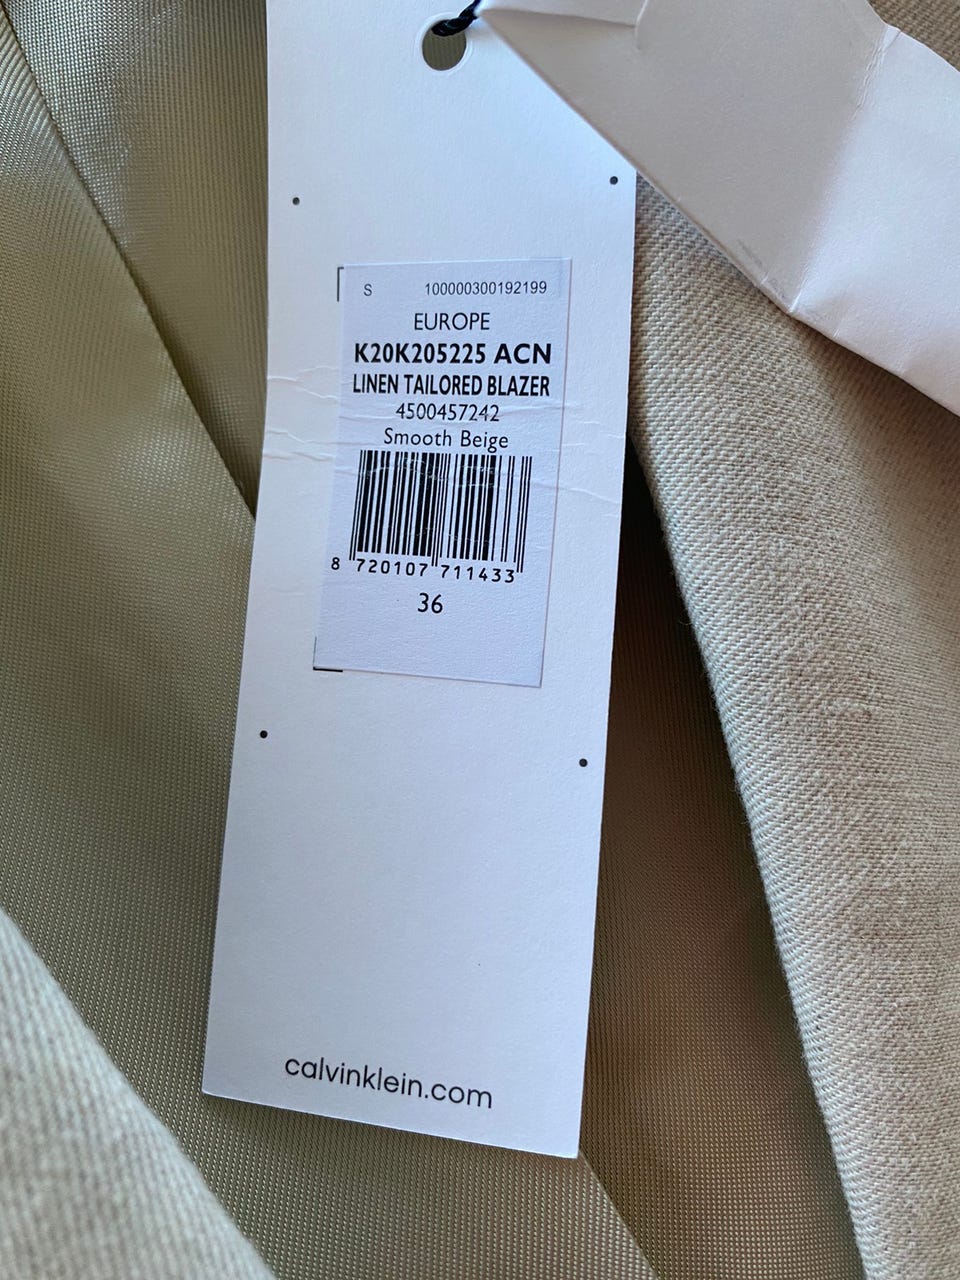 S 100000300192199
EUROPE
K20K205225 ACN
LINEN TAILORED BLAZER
4500457242
Smooth Beige
8 720107 711433
36
calvinklein.com